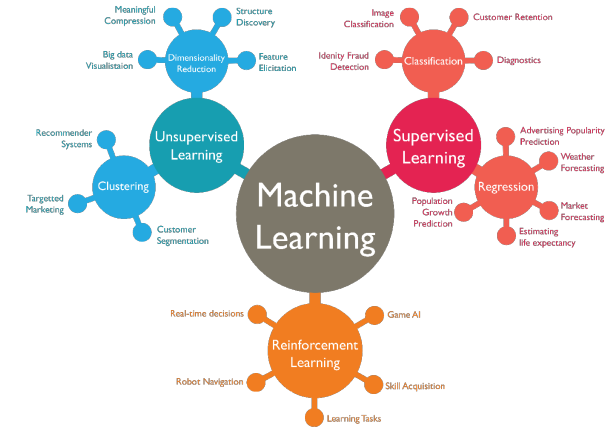 Meaningful
Compression
Structure
Discovery
Big data
Visualistaion
Dimensionality
Reduction
Feature
Elicitation
Image
Classification
Customer Retention
Idenity Fraud
Detection
Classification
Diagnostics
Unsupervised
Learning
Supervised
Learning
Recommender
Systems
Clustering
Targetted
Marketing
Customer
Segmentation
Machine
Learning
Advertising Popularity
Prediction
Weather
Forecasting
Regression
Population
Growth
Prediction
Market
Forecasting
Estimating
life expectancy
Real-time decisions
Game AI
Reinforcement
Learning
Robot Navigation
Skill Acquisition
Learning Tasks